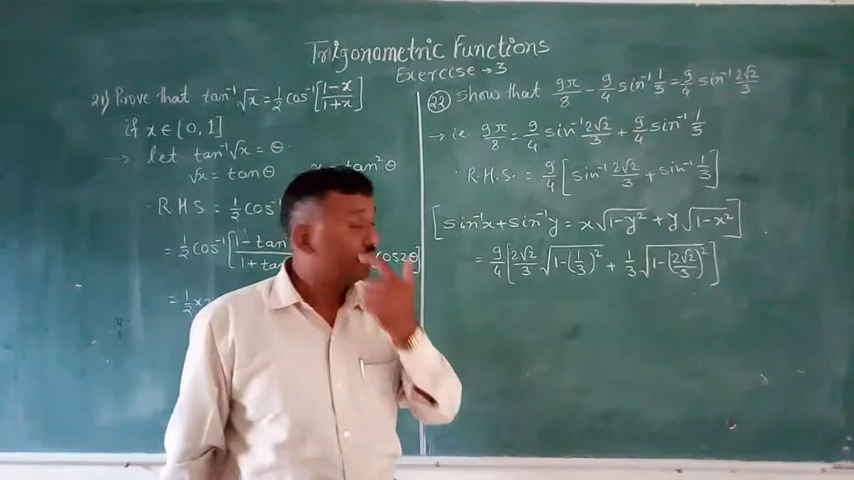 Trigonometric Functions
Exercise → 3
21) Prove that tan⁻¹√x = 1/2 cos⁻¹[(1-x)/(1+x)]
if x ∈ [0, 1]
→ let tan⁻¹√x = θ
√x = tanθ x = tan²θ
R H S = 1/2 cos⁻¹
= 1/2 cos⁻¹[1 - tan / 1 + tan cos2θ]
= 1/2 x
22) show that 9π/8 - 9/4 sin⁻¹ 1/3 = 9/4 sin⁻¹ 2√2/3
→ i.e. 9π/8 = 9/4 sin⁻¹ 2√2/3 + 9/4 sin⁻¹ 1/3
R.H.S. = 9/4 [sin⁻¹ 2√2/3 + sin⁻¹ 1/3]
[sin⁻¹x + sin⁻¹y = x√(1-y²) + y√(1-x²)]
= 9/4 [2√2/3 √(1-(1/3)²) + 1/3 √(1-(2√2/3)²)]